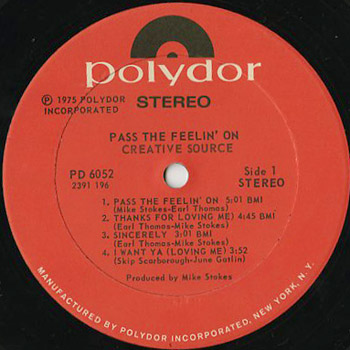 polydor
℗ 1975 POLYDOR
INCORPORATED
STEREO
PASS THE FEELIN' ON
CREATIVE SOURCE
PD 6052
2391 196
Side 1
STEREO
1. PASS THE FEELIN' ON 5:01 BMI
(Mike Stokes-Earl Thomas)
2. THANKS FOR LOVING ME) 4:45 BMI
(Earl Thomas-Mike Stokes)
3. SINCERELY 3:01 BMI
(Earl Thomas-Mike Stokes)
4. I WANT YA (LOVING ME) 3:52
(Skip Scarborough-June Gatlin)
Produced by Mike Stokes
MANUFACTURED BY POLYDOR INCORPORATED, NEW YORK, N.Y.